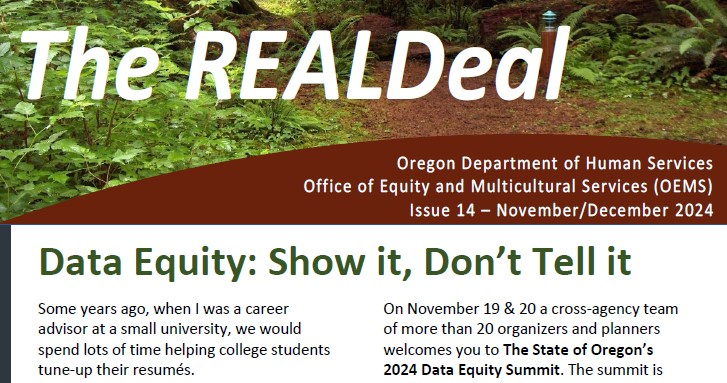 The REALDeal
Oregon Department of Human Services
Office of Equity and Multicultural Services (OEMS)
Issue 14 – November/December 2024
Data Equity: Show it, Don’t Tell it
Some years ago, when I was a career
advisor at a small university, we would
spend lots of time helping college students
tune-up their resumés.
On November 19 & 20 a cross-agency team
of more than 20 organizers and planners
welcomes you to The State of Oregon’s
2024 Data Equity Summit. The summit is